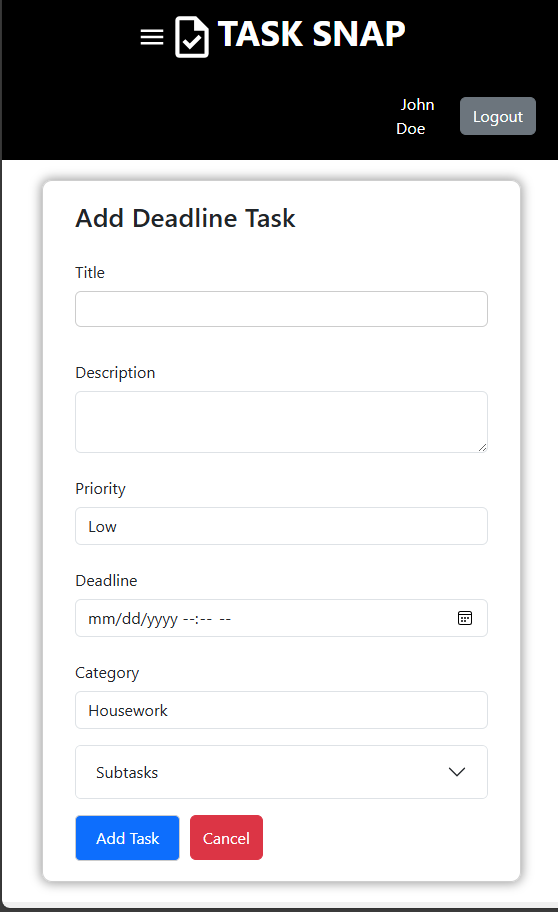 TASK SNAP
John
Doe
Logout
Add Deadline Task
Title
Description
Priority
Low
Deadline
mm/dd/yyyy --:-- --
Category
Housework
Subtasks
Add Task
Cancel